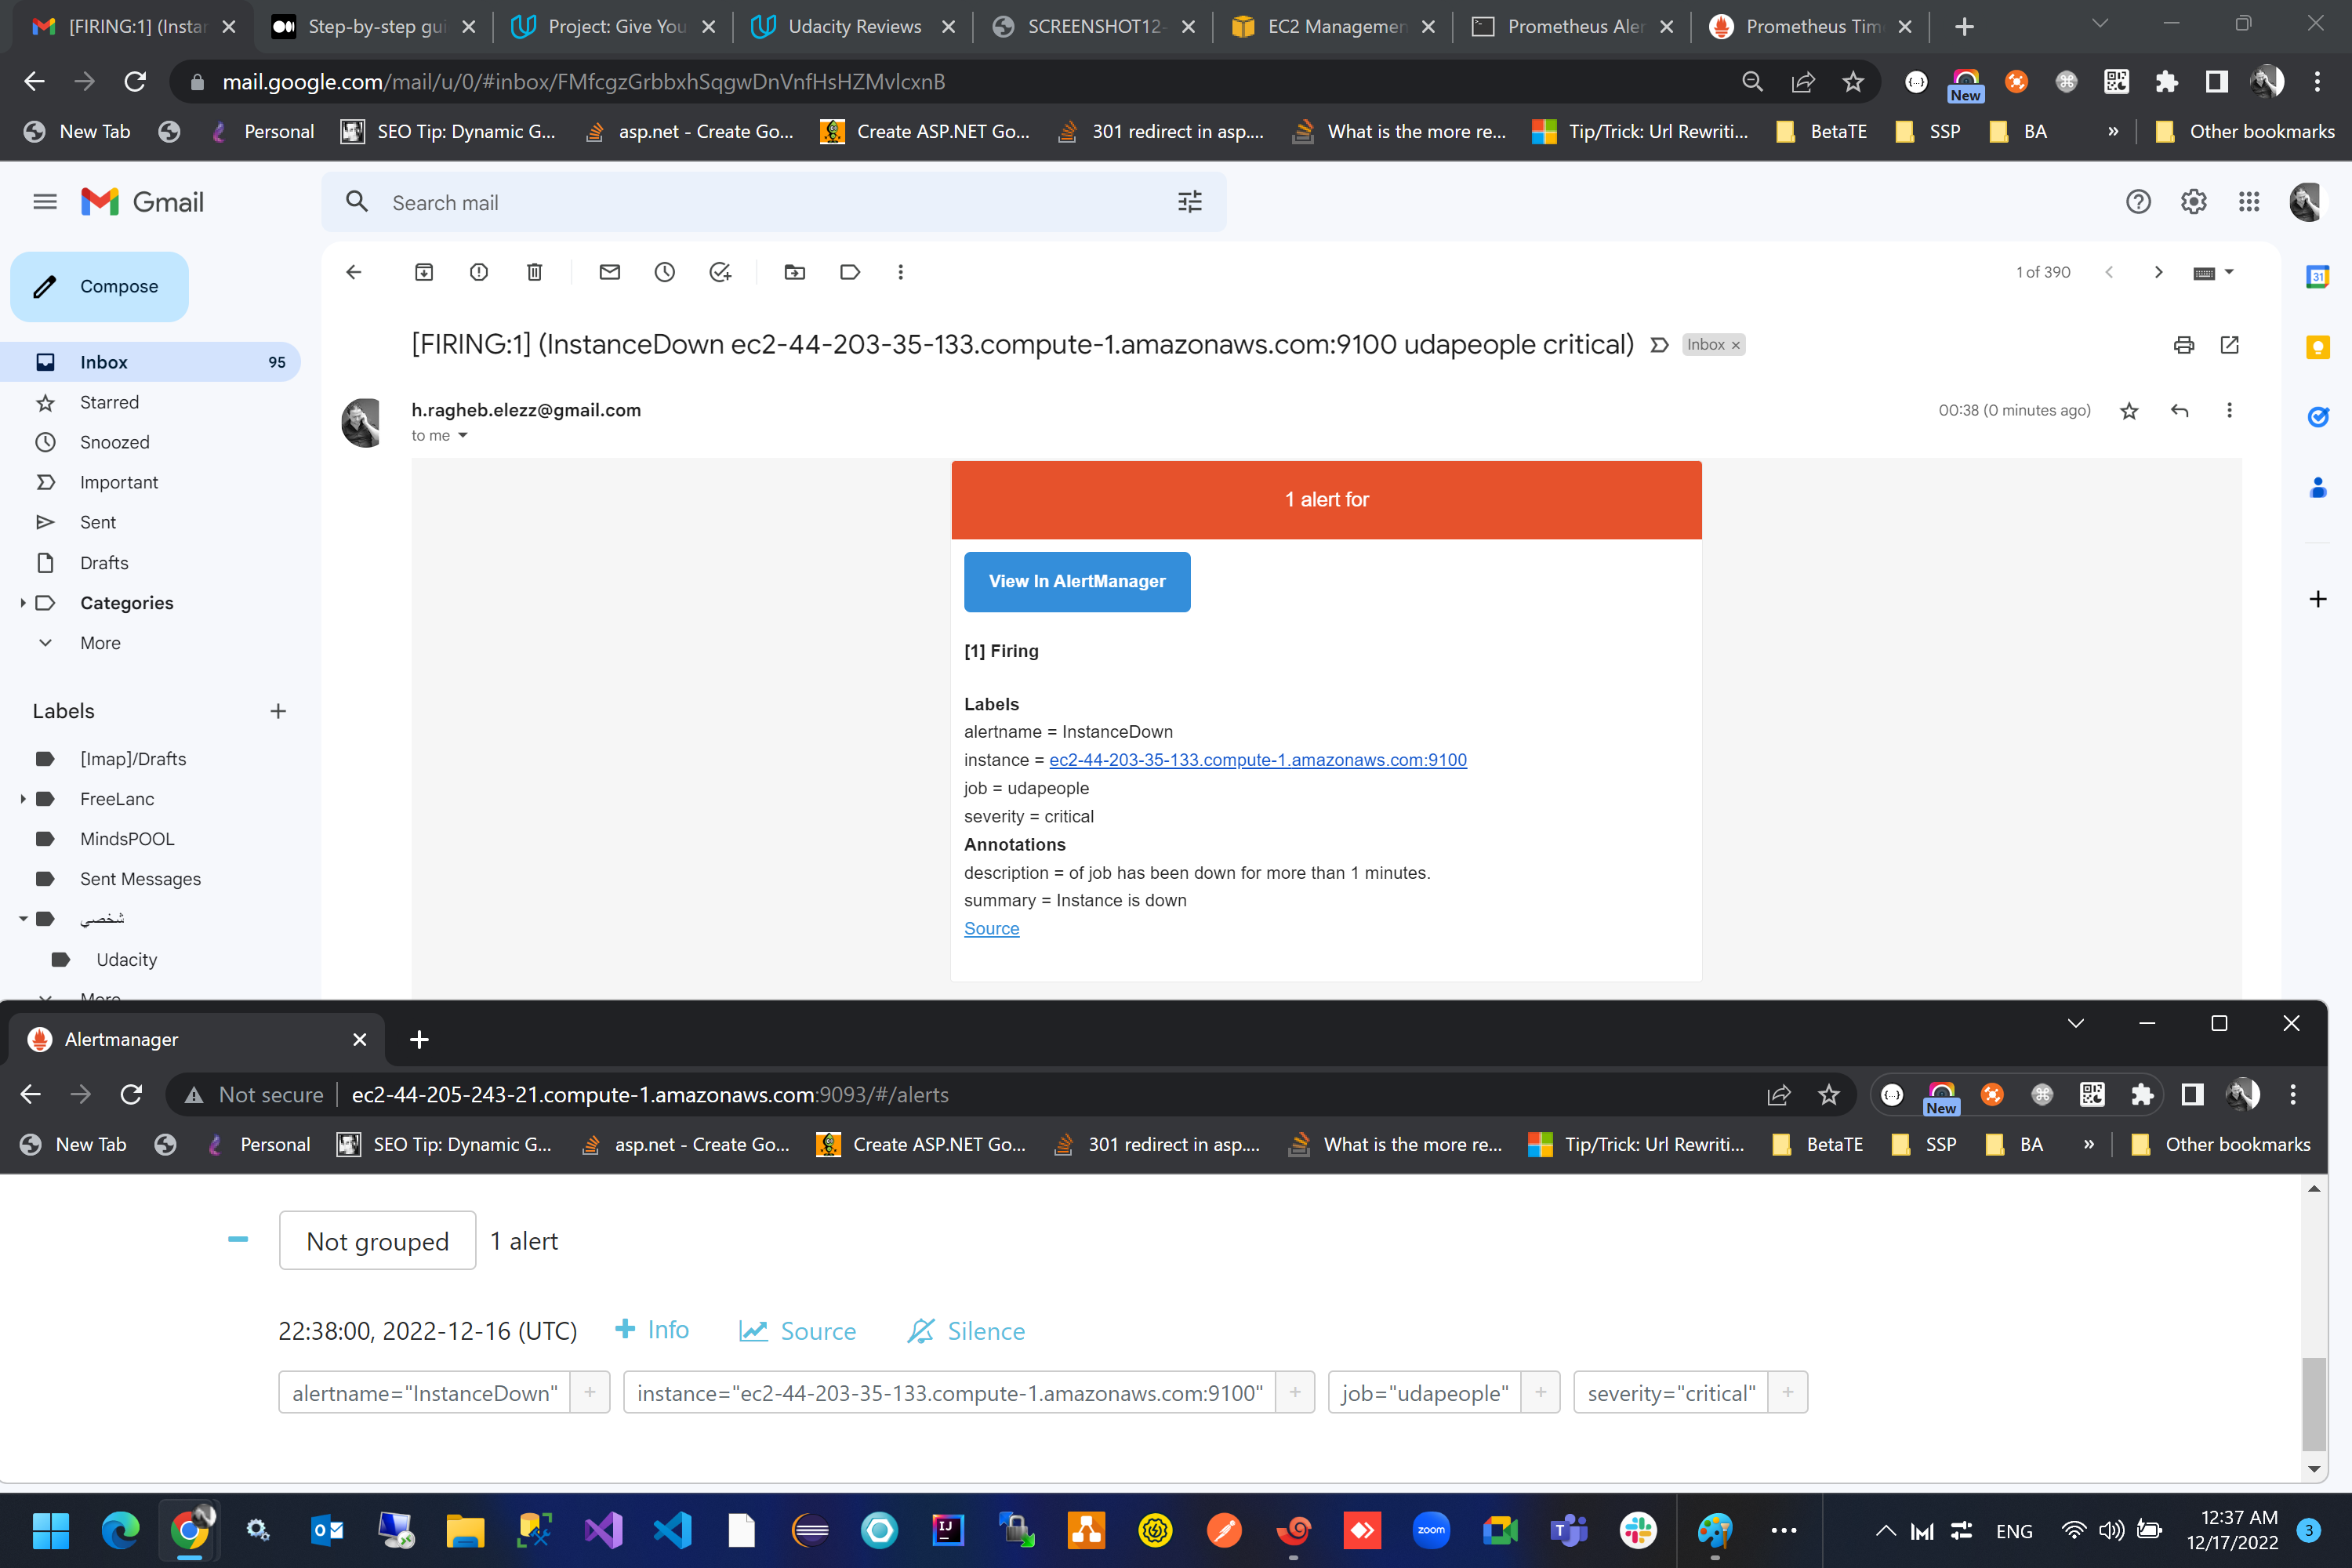 [FIRING:1] (Instar
Step-by-step gui
Project: Give You
Udacity Reviews
SCREENSHOT12-
EC2 Managemen
Prometheus Aler
Prometheus Time
mail.google.com/mail/u/0/#inbox/FMfcgzGrbbxhSqgwDnVnfHsHZMvlcxnB
New
New Tab
Personal
SEO Tip: Dynamic G...
asp.net - Create Go...
Create ASP.NET Go...
301 redirect in asp....
What is the more re...
Tip/Trick: Url Rewriti...
BetaTE
SSP
BA
»
Other bookmarks
Gmail
Search mail
Compose
1 of 390
31
Inbox 95
Starred
Snoozed
Important
Sent
Drafts
Categories
More
Labels
[Imap]/Drafts
FreeLanc
MindsPOOL
Sent Messages
شخصي
Udacity
More
[FIRING:1] (InstanceDown ec2-44-203-35-133.compute-1.amazonaws.com:9100 udapeople critical)
Inbox
h.ragheb.elezz@gmail.com
00:38 (0 minutes ago)
to me
1 alert for
View In AlertManager
[1] Firing
Labels
alertname = InstanceDown
instance = ec2-44-203-35-133.compute-1.amazonaws.com:9100
job = udapeople
severity = critical
Annotations
description = of job has been down for more than 1 minutes.
summary = Instance is down
Source
Alertmanager
Not secure
ec2-44-205-243-21.compute-1.amazonaws.com:9093/#/alerts
New
New Tab
Personal
SEO Tip: Dynamic G...
asp.net - Create Go...
Create ASP.NET Go...
301 redirect in asp....
What is the more re...
Tip/Trick: Url Rewriti...
BetaTE
SSP
BA
»
Other bookmarks
Not grouped 1 alert
22:38:00, 2022-12-16 (UTC)
Info
Source
Silence
alertname="InstanceDown" +
instance="ec2-44-203-35-133.compute-1.amazonaws.com:9100" +
job="udapeople" +
severity="critical" +
zoom
ENG
12:37 AM
12/17/2022
3